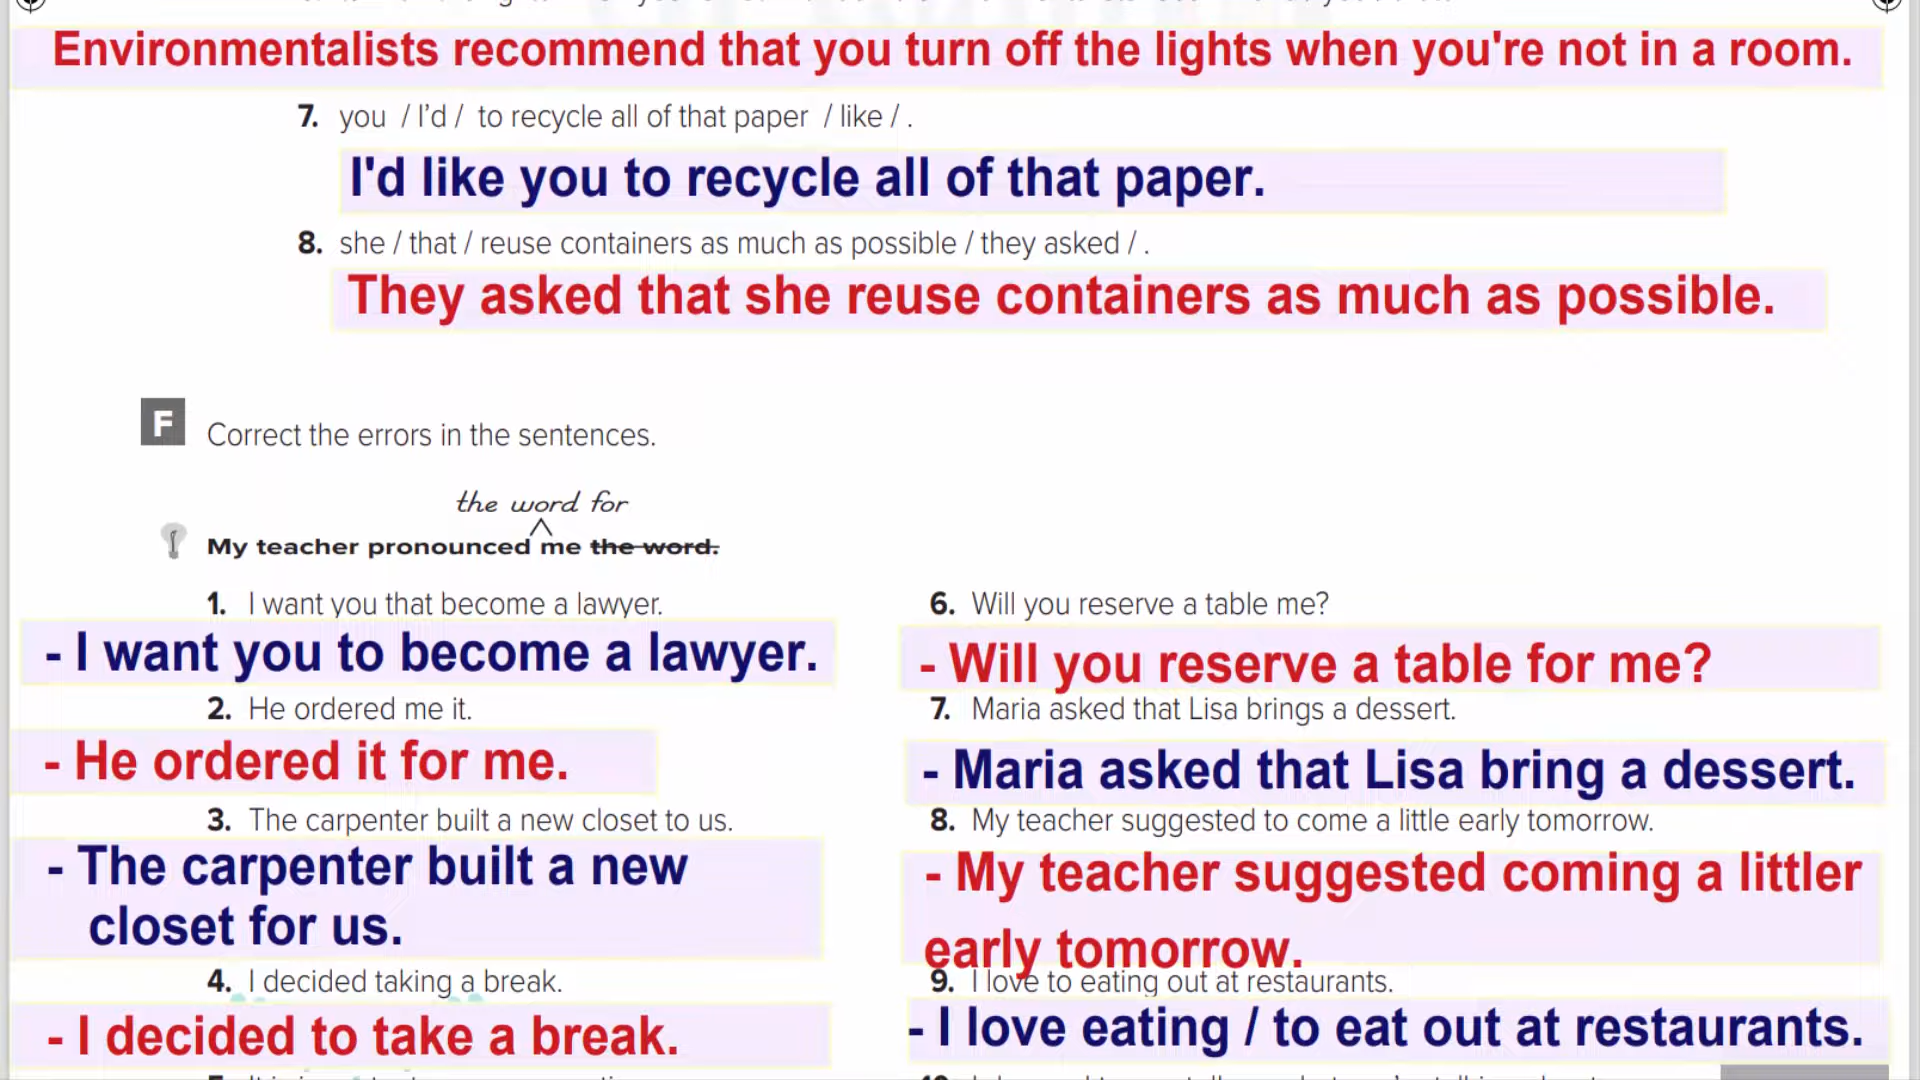 Environmentalists recommend that you turn off the lights when you're not in a room.
7. you / I'd / to recycle all of that paper / like / .
I'd like you to recycle all of that paper.
8. she / that / reuse containers as much as possible / they asked / .
They asked that she reuse containers as much as possible.
F Correct the errors in the sentences.
the word for
My teacher pronounced me the word.
1. I want you that become a lawyer.
- I want you to become a lawyer.
2. He ordered me it.
- He ordered it for me.
3. The carpenter built a new closet to us.
- The carpenter built a new
closet for us.
4. I decided taking a break.
- I decided to take a break.
6. Will you reserve a table me?
- Will you reserve a table for me?
7. Maria asked that Lisa brings a dessert.
- Maria asked that Lisa bring a dessert.
8. My teacher suggested to come a little early tomorrow.
- My teacher suggested coming a littler
early tomorrow.
9. I love to eating out at restaurants.
- I love eating / to eat out at restaurants.